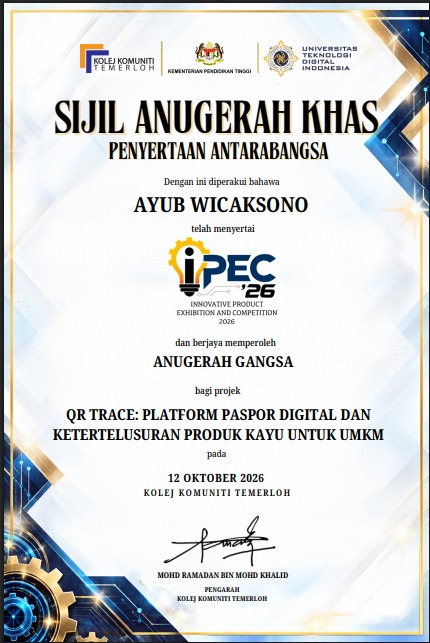 KOLEJ KOMUNITI
TEMERLOH
KEMENTERIAN PENDIDIKAN TINGGI
UNIVERSITAS
TEKNOLOGI
DIGITAL
INDONESIA
SIJIL ANUGERAH KHAS
PENYERTAAN ANTARABANGSA
Dengan ini diperakui bahawa
AYUB WICAKSONO
telah menyertai
iPEC
'26
INNOVATIVE PRODUCT
EXHIBITION AND COMPETITION
2026
dan berjaya memperoleh
ANUGERAH GANGSA
bagi projek
QR TRACE: PLATFORM PASPOR DIGITAL DAN
KETERTELUSURAN PRODUK KAYU UNTUK UMKM
pada
12 OKTOBER 2026
KOLEJ KOMUNITI TEMERLOH
MOHD RAMADAN BIN MOHD KHALID
PENGARAH
KOLEJ KOMUNITI TEMERLOH